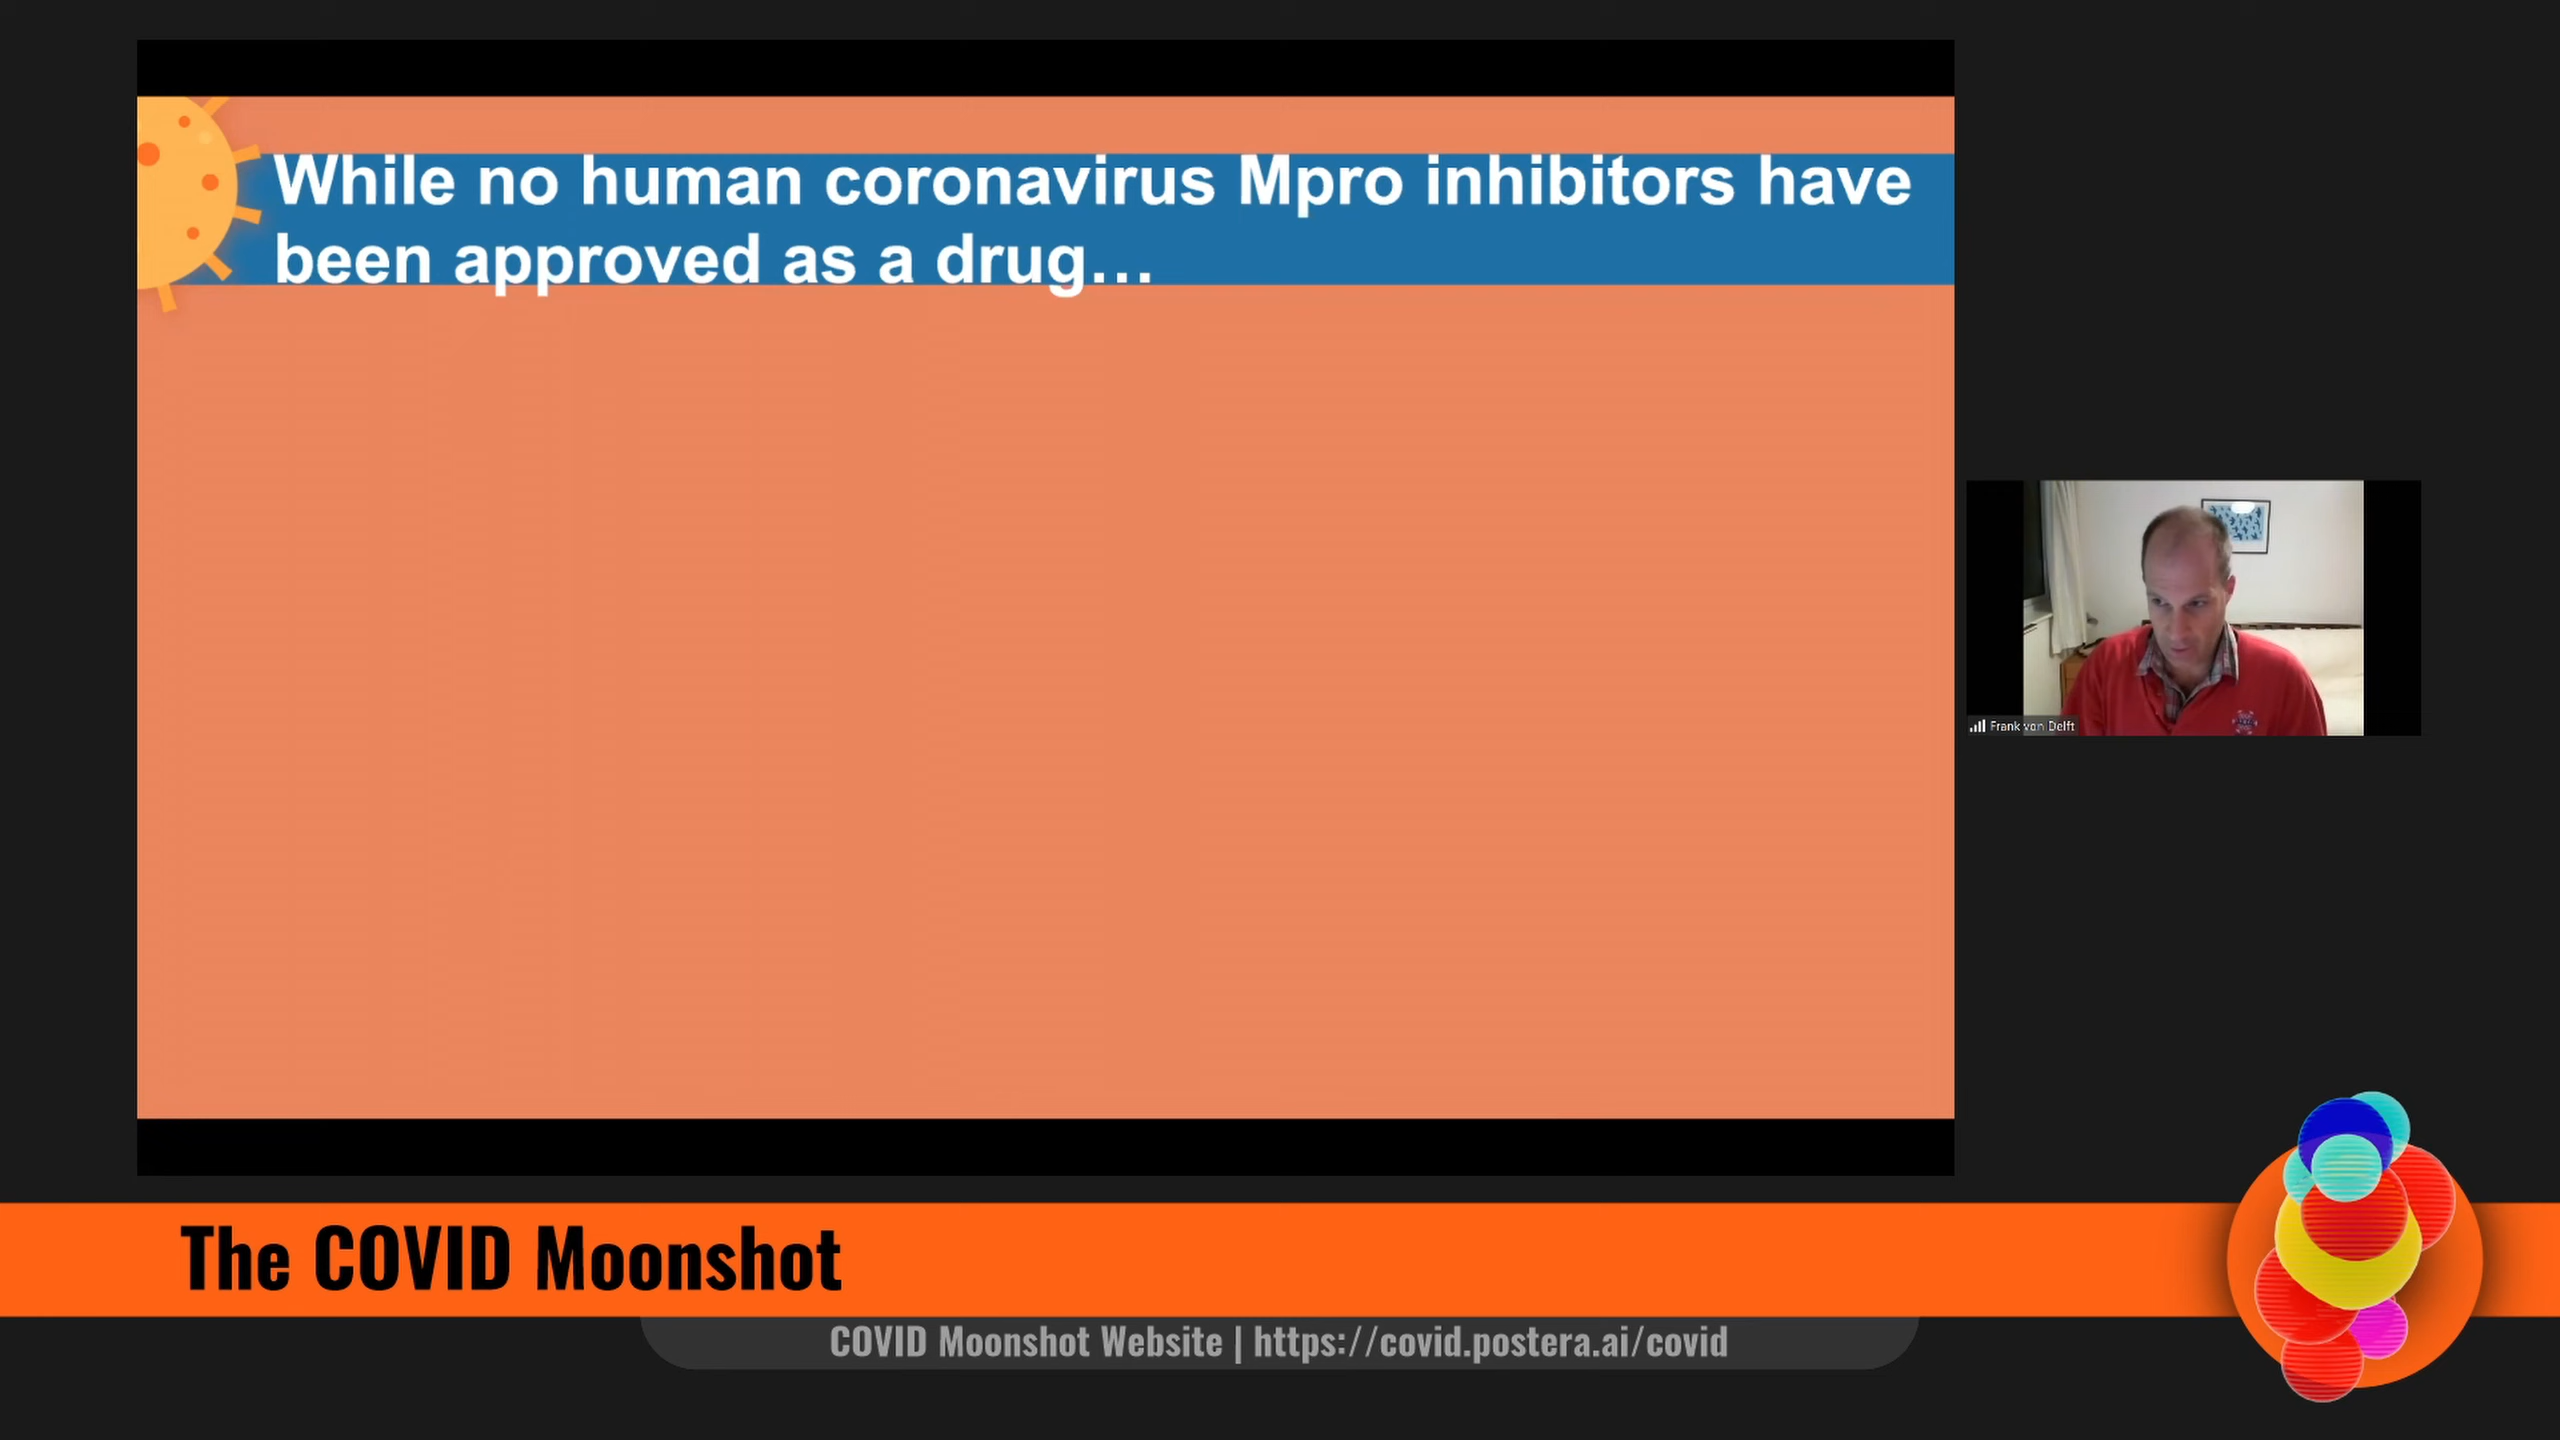 While no human coronavirus Mpro inhibitors have
been approved as a drug...
Frank von Delft
The COVID Moonshot
COVID Moonshot Website | https://covid.postera.ai/covid